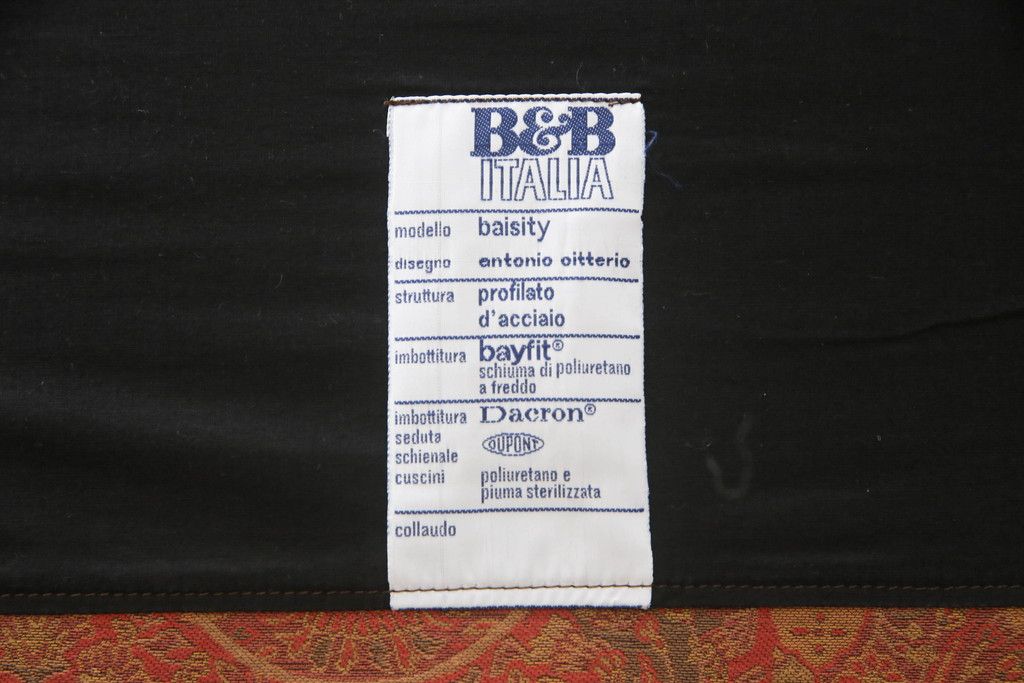 B&B
ITALIA
modello baisity
disegno antonio citterio
struttura profilato
d'acciaio
imbottitura bayfit®
schiuma di poliuretano
a freddo
imbottitura Dacron®
seduta
schienale
DUPONT
cuscini poliuretano e
piuma sterilizzata
collaudo